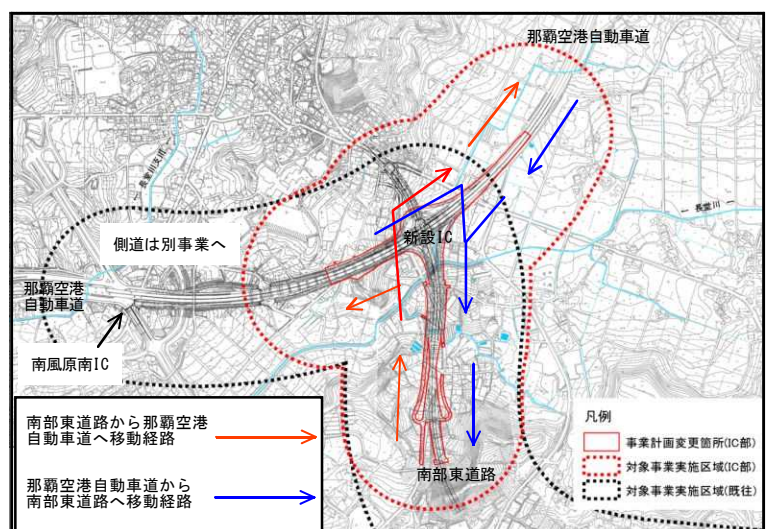 那覇空港自動車道
長堂川支川
長堂川
側道は別事業へ
新設IC
那覇空港
自動車道
南風原南IC
南部東道路
南部東道路から那覇空港
自動車道へ移動経路
那覇空港自動車道から
南部東道路へ移動経路
凡例
事業計画変更箇所(IC部)
対象事業実施区域(IC部)
対象事業実施区域(既往)